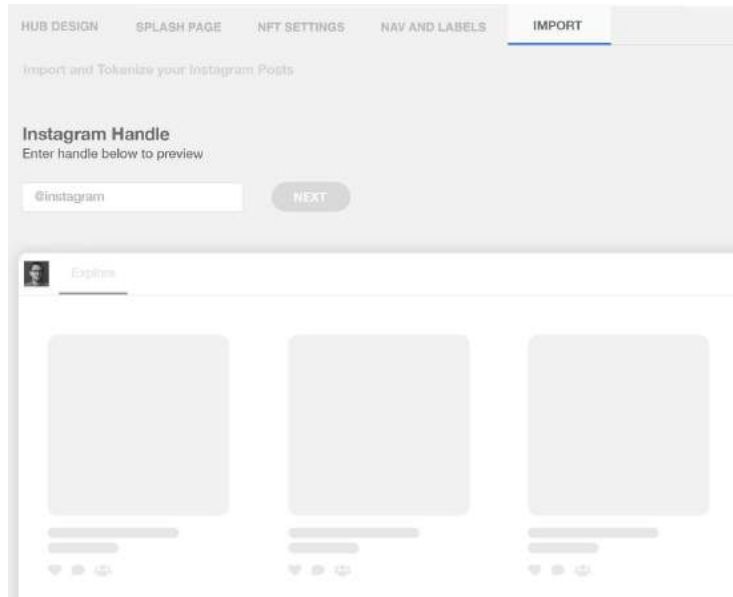 HUB DESIGN SPLASH PAGE NFT SETTINGS NAV AND LABELS IMPORT
Import and Tokenize your Instagram Posts
Instagram Handle
Enter handle below to preview
@instagram NEXT
Explore